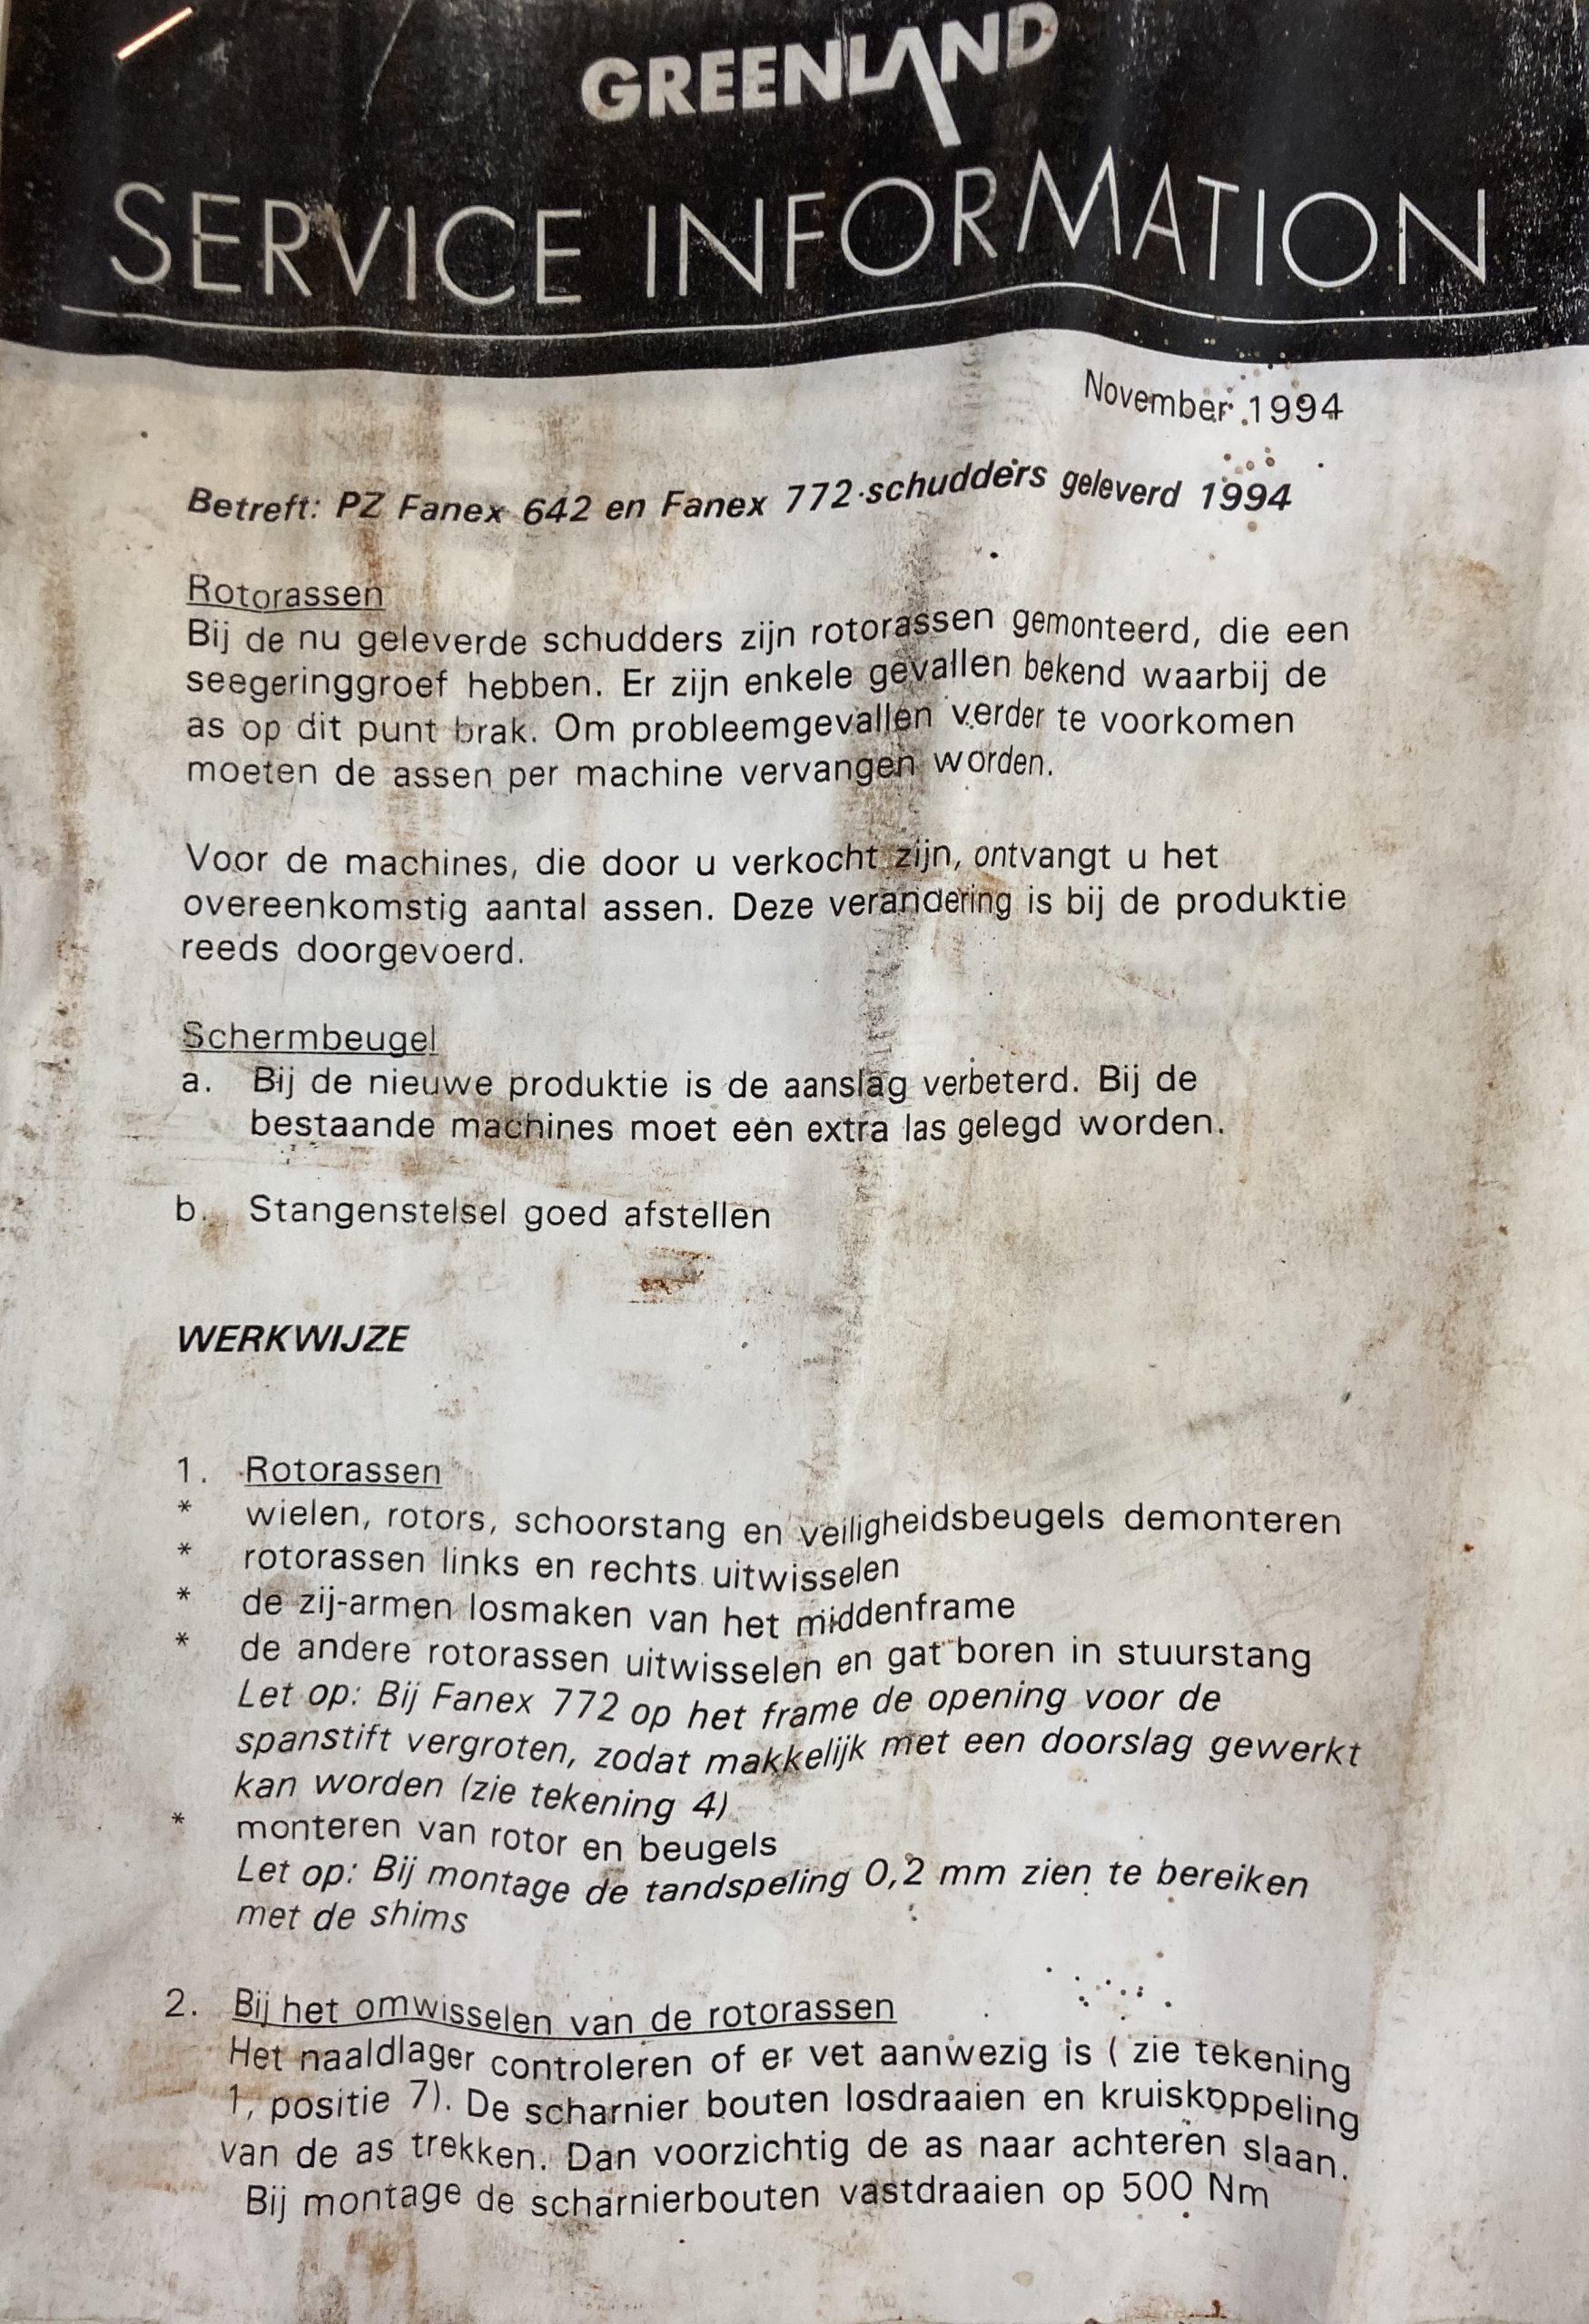 GREENLAND
SERVICE INFORMATION
November 1994
Betreft: PZ Fanex 642 en Fanex 772 schudders geleverd 1994
Rotorassen
Bij de nu geleverde schudders zijn rotorassen gemonteerd, die een
seegeringgroef hebben. Er zijn enkele gevallen bekend waarbij de
as op dit punt brak. Om probleemgevallen verder te voorkomen
moeten de assen per machine vervangen worden.
Voor de machines, die door u verkocht zijn, ontvangt u het
overeenkomstig aantal assen. Deze verandering is bij de produktie
reeds doorgevoerd.
Schermbeugel
a. Bij de nieuwe produktie is de aanslag verbeterd. Bij de
bestaande machines moet een extra las gelegd worden.
b. Stangenstelsel goed afstellen
WERKWIJZE
1. Rotorassen
* wielen, rotors, schoorstang en veiligheidsbeugels demonteren
* rotorassen links en rechts uitwisselen
* de zij-armen losmaken van het middenframe
* de andere rotorassen uitwisselen en gat boren in stuurstang
Let op: Bij Fanex 772 op het frame de opening voor de
spanstift vergroten, zodat makkelijk met een doorslag gewerkt
kan worden (zie tekening 4)
* monteren van rotor en beugels
Let op: Bij montage de tandspeling 0,2 mm zien te bereiken
met de shims
2. Bij het omwisselen van de rotorassen
Het naaldlager controleren of er vet aanwezig is ( zie tekening
1, positie 7). De scharnier bouten losdraaien en kruiskoppeling
van de as trekken. Dan voorzichtig de as naar achteren slaan.
Bij montage de scharnierbouten vastdraaien op 500 Nm